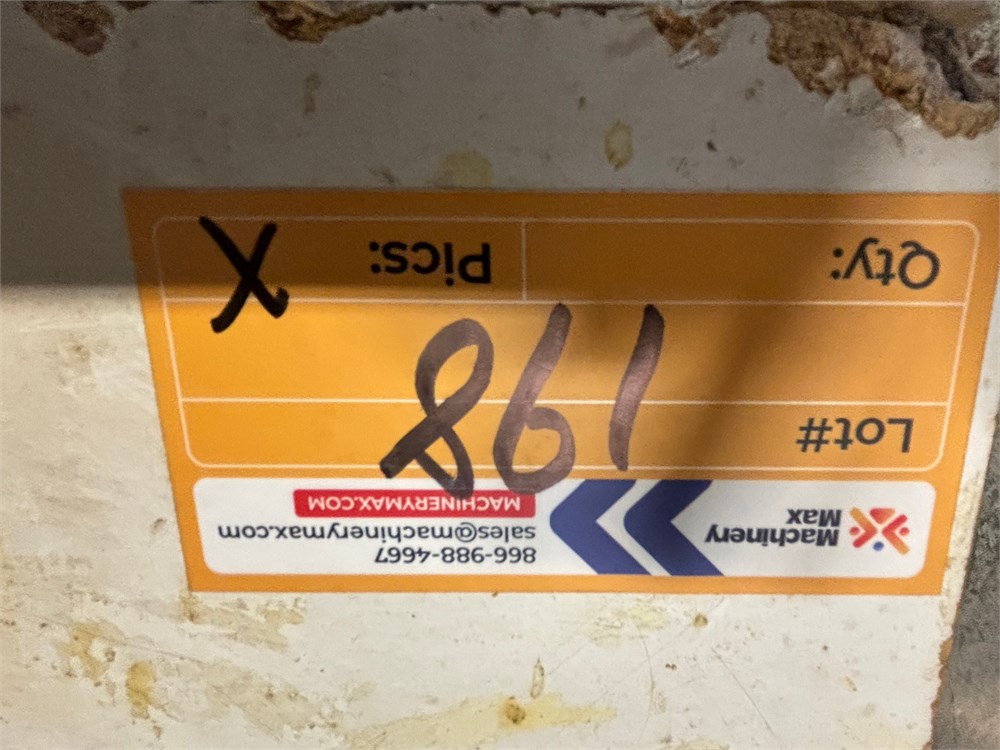 Machinery
Max
866-988-4667
sales@machinerymax.com
MACHINERYMAX.COM
Lot#
198
Qty:
Pics: X